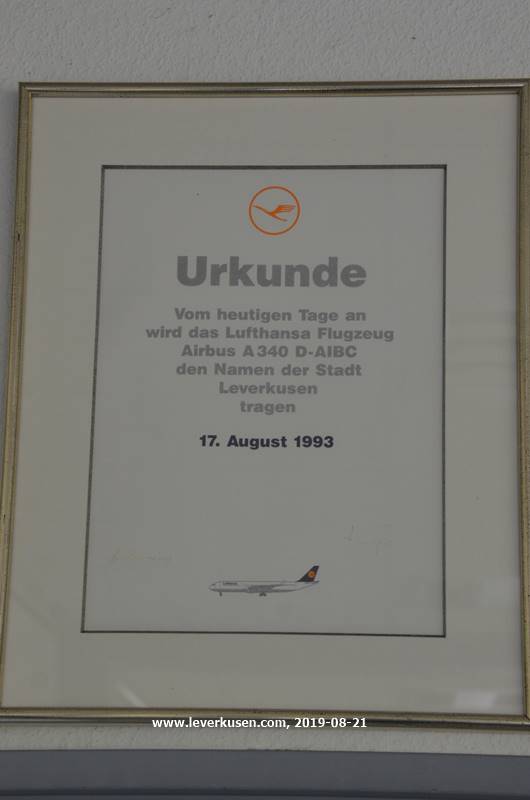 Urkunde
Vom heutigen Tage an
wird das Lufthansa Flugzeug
Airbus A 340 D-AIBC
den Namen der Stadt
Leverkusen
tragen
17. August 1993
www.leverkusen.com, 2019-08-21